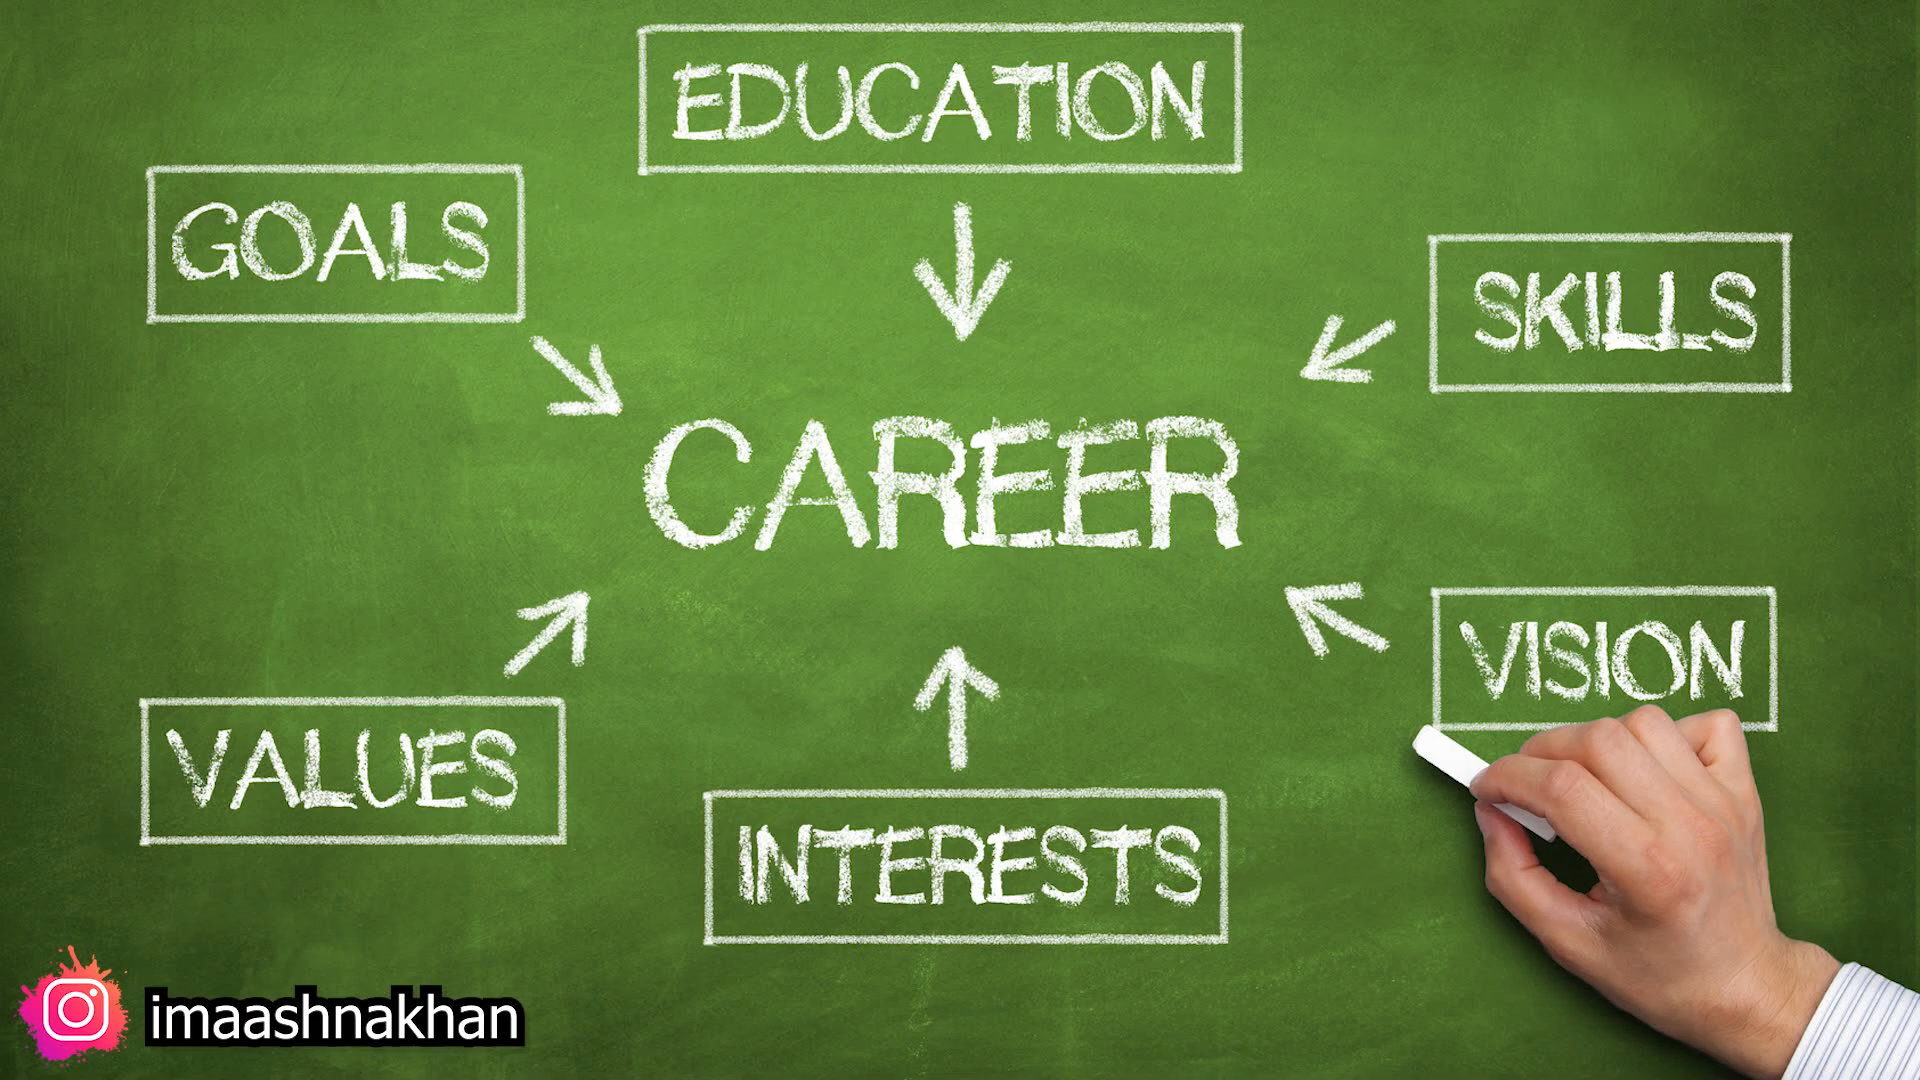 EDUCATION
GOALS
SKILLS
CAREER
VISION
VALUES
INTERESTS
imaashnakhan